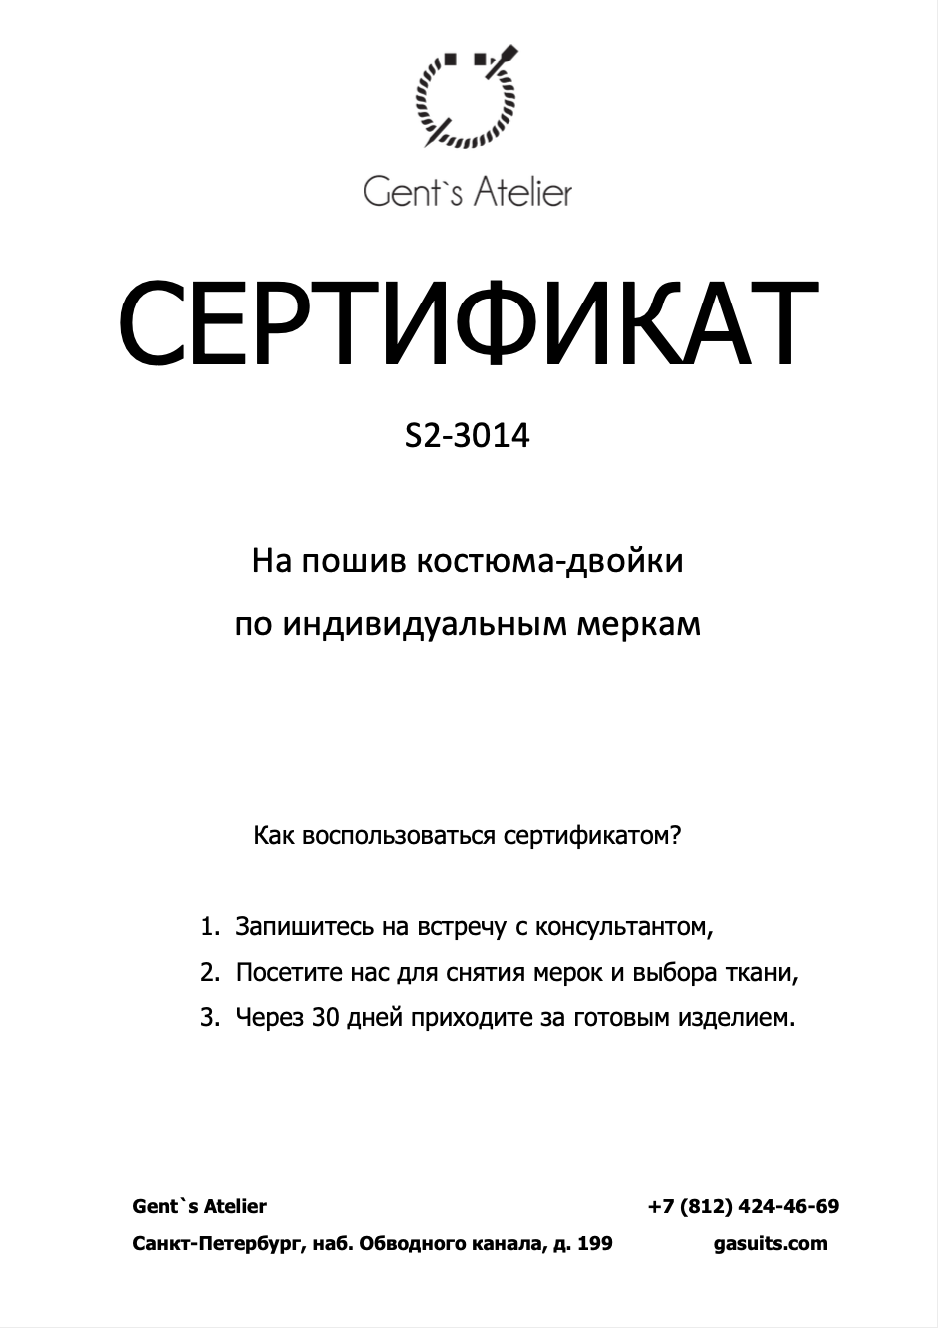 Gent`s Atelier
СЕРТИФИКАТ
S2-3014
На пошив костюма-двойки
по индивидуальным меркам
Как воспользоваться сертификатом?
1. Запишитесь на встречу с консультантом,
2. Посетите нас для снятия мерок и выбора ткани,
3. Через 30 дней приходите за готовым изделием.
Gent`s Atelier +7 (812) 424-46-69
Санкт-Петербург, наб. Обводного канала, д. 199 gasuits.com